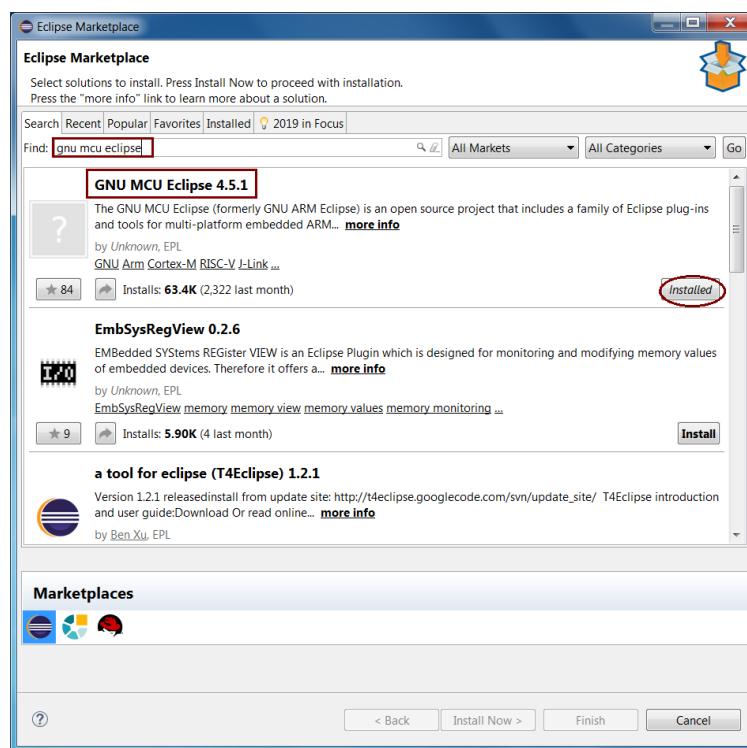 Eclipse Marketplace
Eclipse Marketplace
Select solutions to install. Press Install Now to proceed with installation.
Press the "more info" link to learn more about a solution.
Search Recent Popular Favorites Installed 2019 in Focus
Find: gnu mcu eclipse All Markets All Categories Go
GNU MCU Eclipse 4.5.1
The GNU MCU Eclipse (formerly GNU ARM Eclipse) is an open source project that includes a family of Eclipse plug-ins
and tools for multi-platform embedded ARM... more info
by Unknown, EPL
GNU Arm Cortex-M RISC-V J-Link ...
84 Installs: 63.4K (2,322 last month) Installed
EmbSysRegView 0.2.6
EMBedded SYStems REGister VIEW is an Eclipse Plugin which is designed for monitoring and modifying memory values
of embedded devices. Therefore it offers a... more info
I/O
by Unknown, EPL
EmbSysRegView memory memory view memory values memory monitoring ...
9 Installs: 5.90K (4 last month) Install
a tool for eclipse (T4Eclipse) 1.2.1
Version 1.2.1 releasedinstall from update site: http://t4eclipse.googlecode.com/svn/update_site/ T4Eclipse introduction
and user guide:Download Or read online... more info
by Ben Xu, EPL
Marketplaces
? < Back Install Now > Finish Cancel